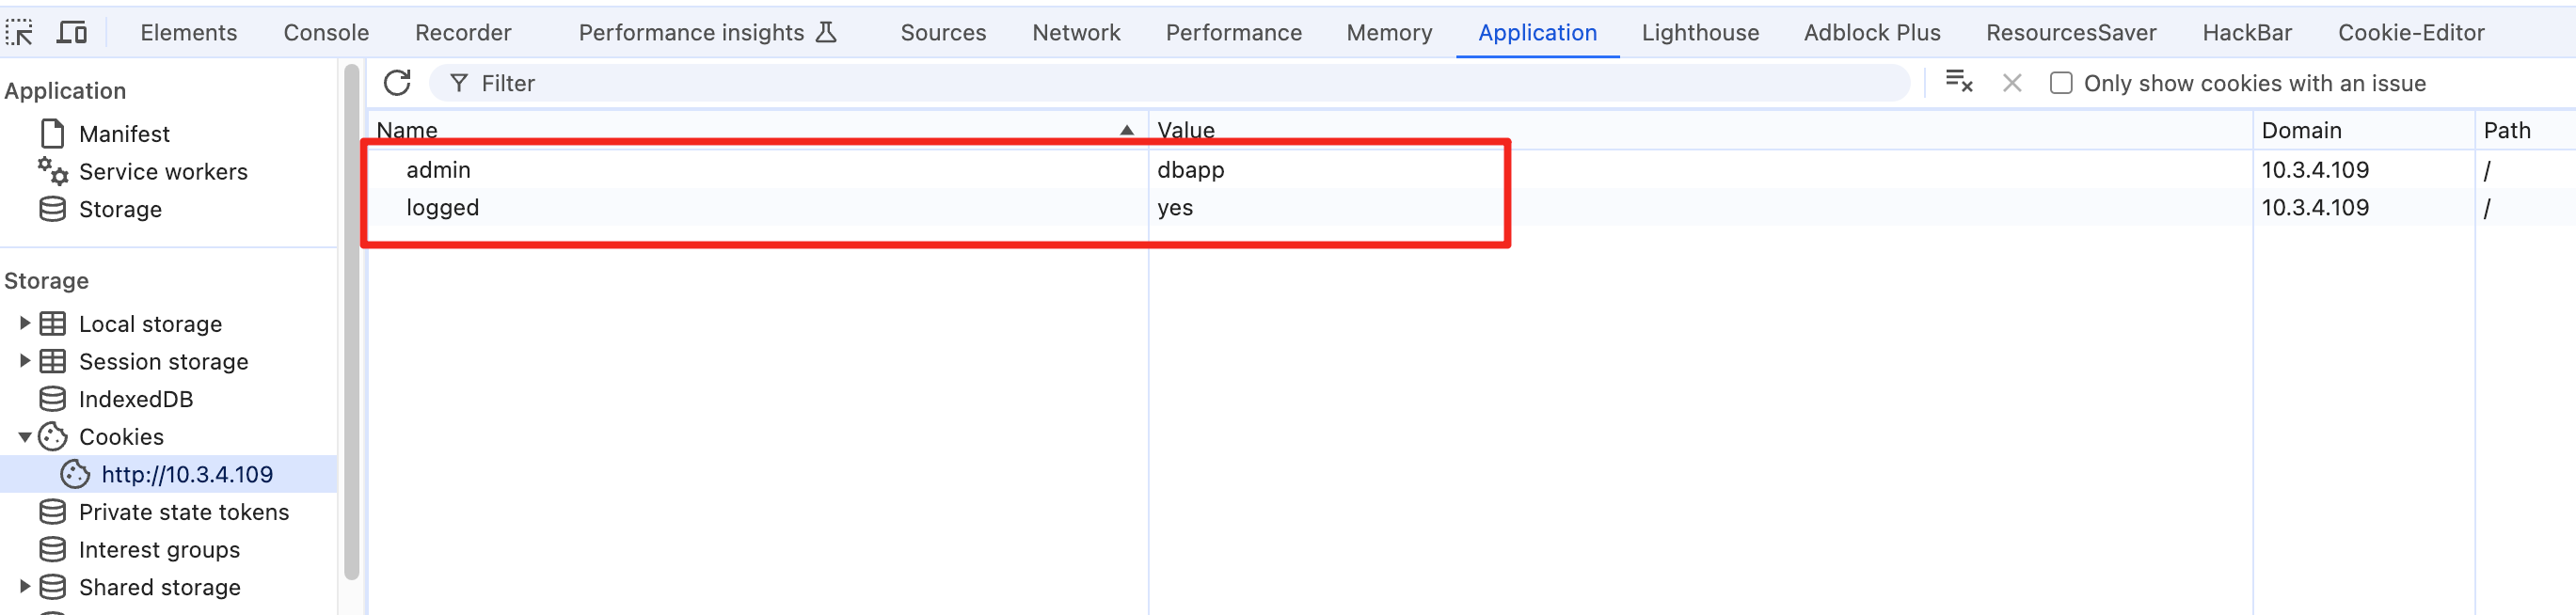 Elements Console Recorder Performance insights Sources Network Performance Memory Application Lighthouse Adblock Plus ResourcesSaver HackBar Cookie-Editor
Application
Manifest
Service workers
Storage
Storage
Local storage
Session storage
IndexedDB
Cookies
http://10.3.4.109
Private state tokens
Interest groups
Shared storage
Filter Only show cookies with an issue
Name Value Domain Path
admin dbapp 10.3.4.109 /
logged yes 10.3.4.109 /